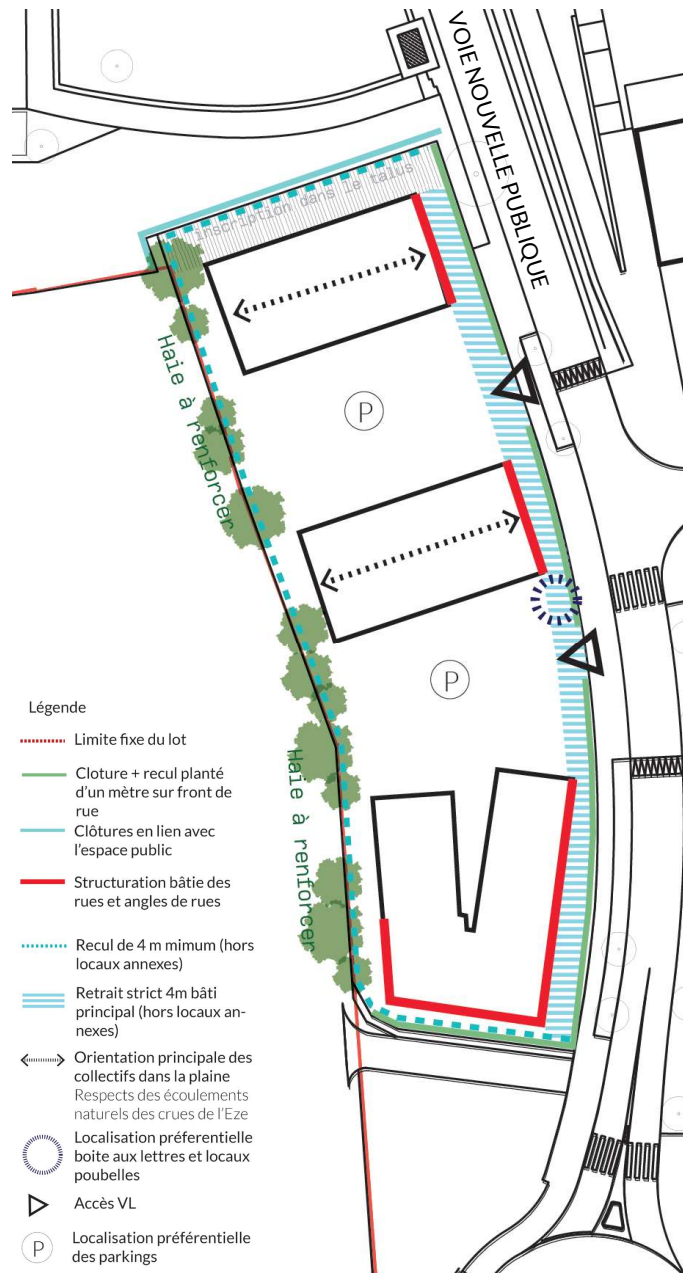 VOIE NOUVELLE PUBLIQUE
inscription dans le talus
Haie à renforcer
P
P
Haie à renforcer
Légende
Limite fixe du lot
Cloture + recul planté
d'un mètre sur front de
rue
Clôtures en lien avec
l'espace public
Structuration bâtie des
rues et angles de rues
Recul de 4 m mimum (hors
locaux annexes)
Retrait strict 4m bâti
principal (hors locaux an-
nexes)
Orientation principale des
collectifs dans la plaine
Respects des écoulements
naturels des crues de l'Eze
Localisation préferentielle
boite aux lettres et locaux
poubelles
Accès VL
P
Localisation préférentielle
des parkings